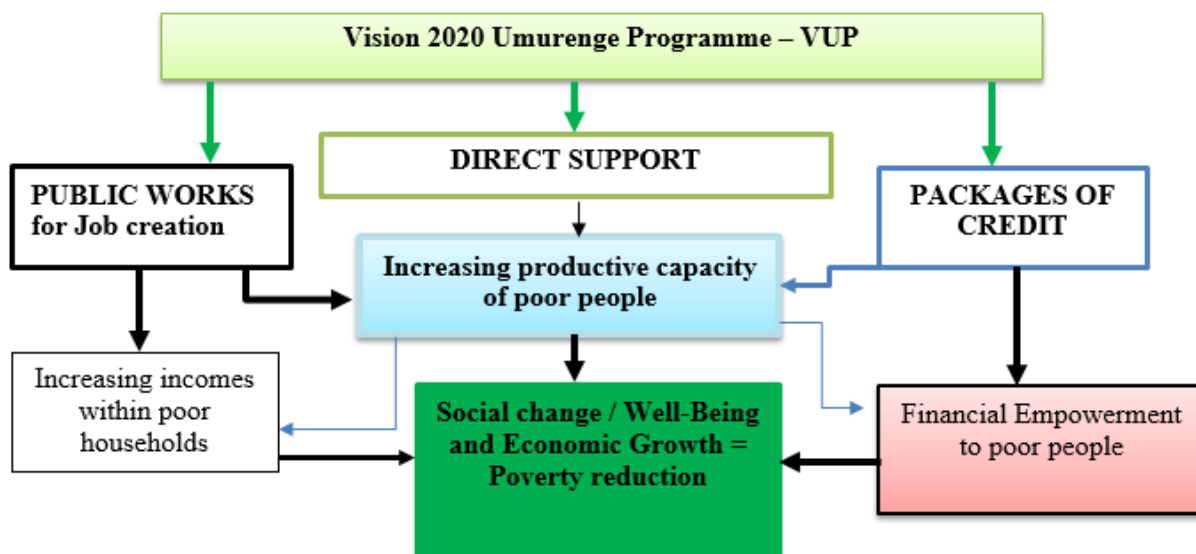 Vision 2020 Umurenge Programme – VUP
DIRECT SUPPORT
PUBLIC WORKS
for Job creation
PACKAGES OF
CREDIT
Increasing productive capacity
of poor people
Increasing incomes
within poor
households
Social change / Well-Being
and Economic Growth =
Poverty reduction
Financial Empowerment
to poor people